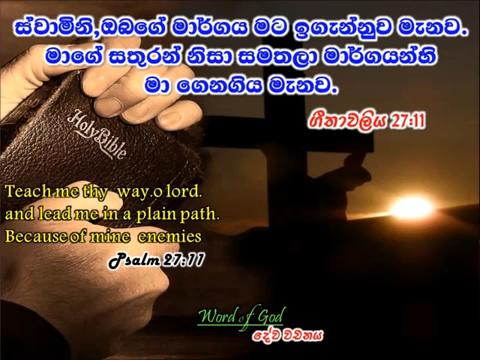 ස්වාමිනි,ඔබගේ මාර්ගය මට ඉගැන්නුව මැනව.
මාගේ සතුරන් නිසා සමතලා මාර්ගයන්හි
මා ගෙනගිය මැනව.
ගීතාවලිය 27:11
Holy Bible
Teach me thy way.o lord.
and lead me in a plain path.
Because of mine enemies
Psalm 27:11
Word of God
දේව වචනය